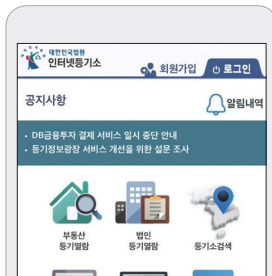 대한민국법원
인터넷등기소
회원가입
로그인
공지사항
알림내역
• DB금융투자 결제 서비스 일시 중단 안내
• 등기정보광장 서비스 개선을 위한 설문 조사
부동산
등기열람
법인
등기열람
등기소검색